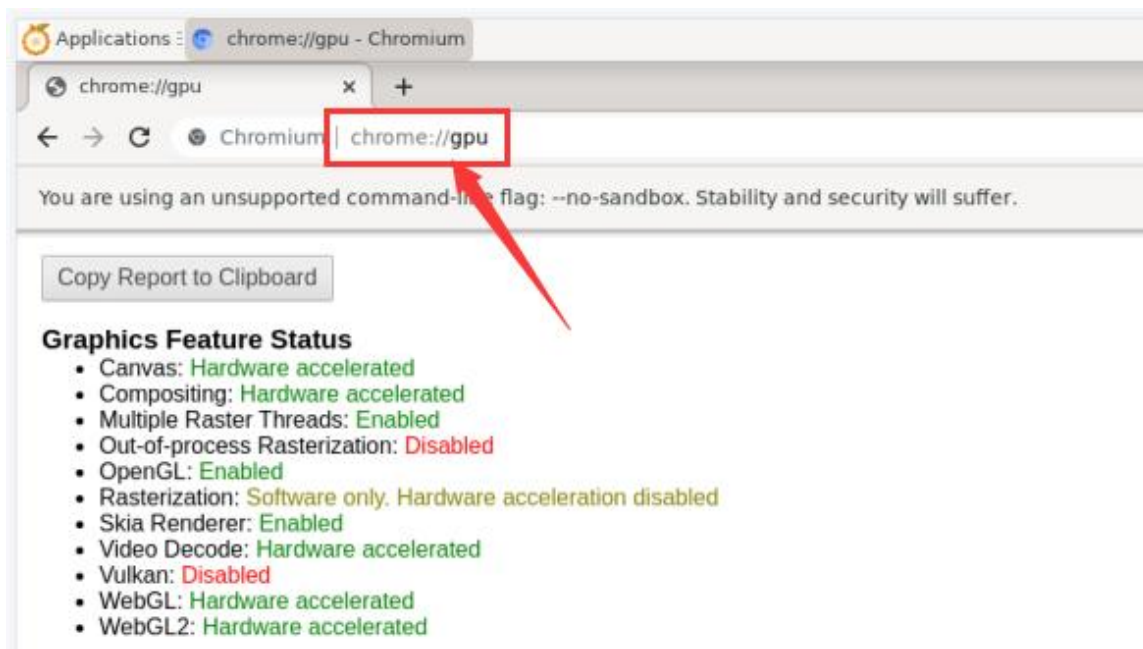 Applications
chrome://gpu - Chromium
chrome://gpu
Chromium | chrome://gpu
You are using an unsupported command-line flag: --no-sandbox. Stability and security will suffer.
Copy Report to Clipboard
Graphics Feature Status
• Canvas: Hardware accelerated
• Compositing: Hardware accelerated
• Multiple Raster Threads: Enabled
• Out-of-process Rasterization: Disabled
• OpenGL: Enabled
• Rasterization: Software only. Hardware acceleration disabled
• Skia Renderer: Enabled
• Video Decode: Hardware accelerated
• Vulkan: Disabled
• WebGL: Hardware accelerated
• WebGL2: Hardware accelerated